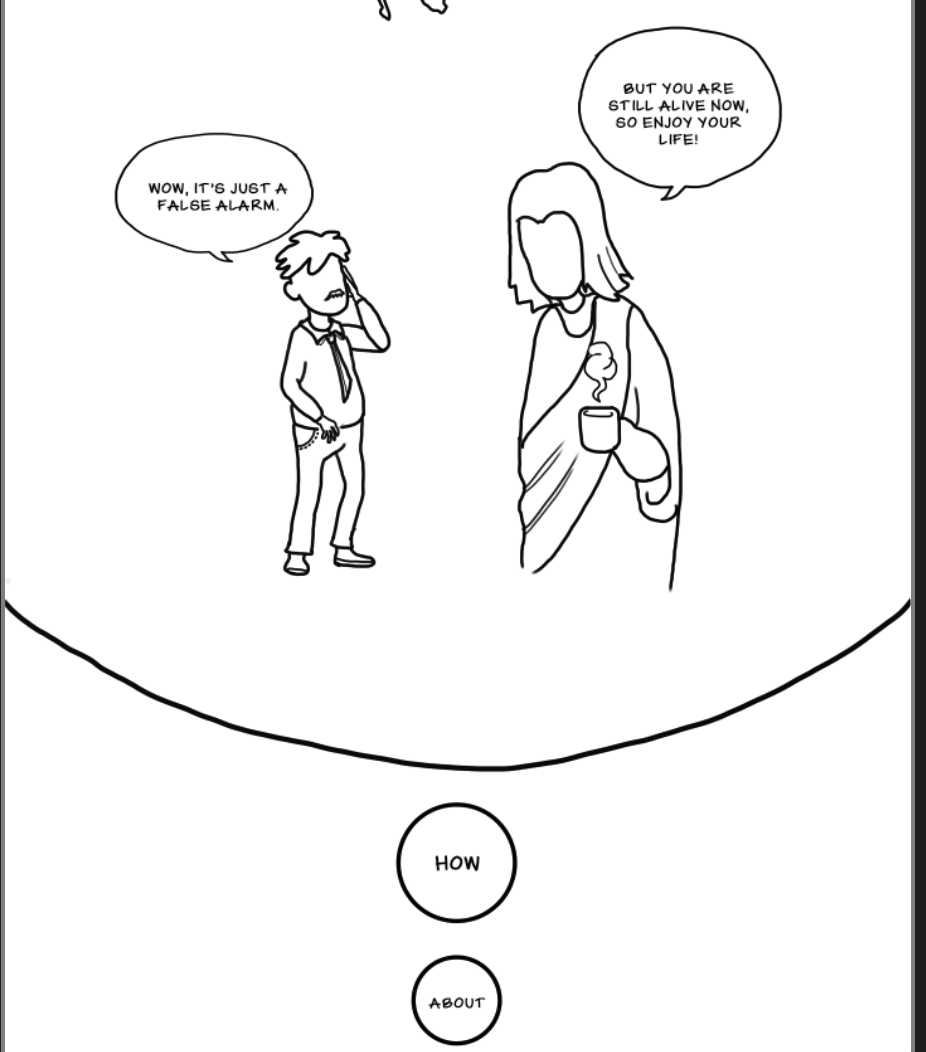 WOW, IT'S JUST A
FALSE ALARM.
BUT YOU ARE
STILL ALIVE NOW,
SO ENJOY YOUR
LIFE!
HOW
ABOUT